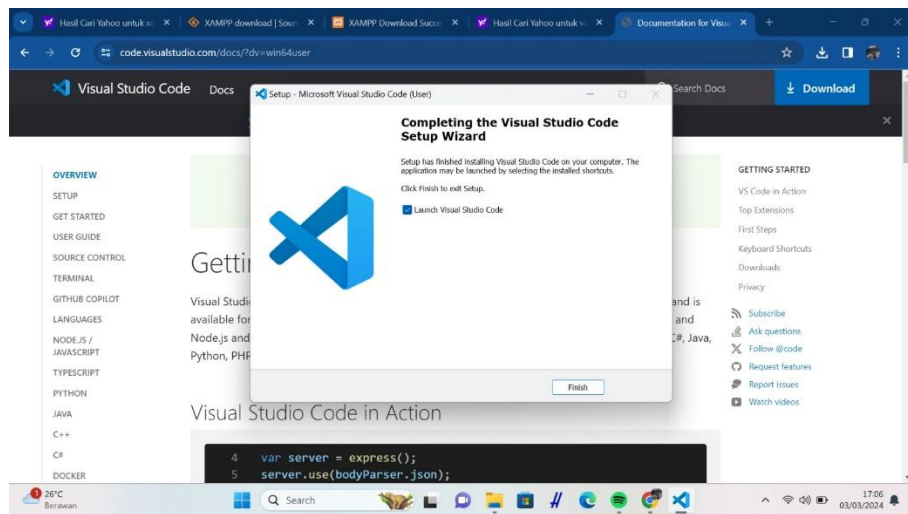 Hasil Cari Yahoo untuk xa
XAMPP download | Sour
XAMPP Download Succe
Hasil Cari Yahoo untuk v
Documentation for Visua
code.visualstudio.com/docs/?dv=win64user
Visual Studio Code
Docs
Search Docs
Download
Setup - Microsoft Visual Studio Code (User)
Completing the Visual Studio Code
Setup Wizard
Setup has finished installing Visual Studio Code on your computer. The
application may be launched by selecting the installed shortcuts.
Click Finish to exit Setup.
Launch Visual Studio Code
Finish
OVERVIEW
SETUP
GET STARTED
USER GUIDE
SOURCE CONTROL
TERMINAL
GITHUB COPILOT
LANGUAGES
NODE.JS /
JAVASCRIPT
TYPESCRIPT
PYTHON
JAVA
C++
C#
DOCKER
Getti
Visual Studi
and is
available for
and
Node.js and
C#, Java,
Python, PHP
Visual Studio Code in Action
4 var server = express();
5 server.use(bodyParser.json);
GETTING STARTED
VS Code in Action
Top Extensions
First Steps
Keyboard Shortcuts
Downloads
Privacy
Subscribe
Ask questions
Follow @code
Request features
Report issues
Watch videos
1
26°C
Berawan
Search
17:06
03/03/2024